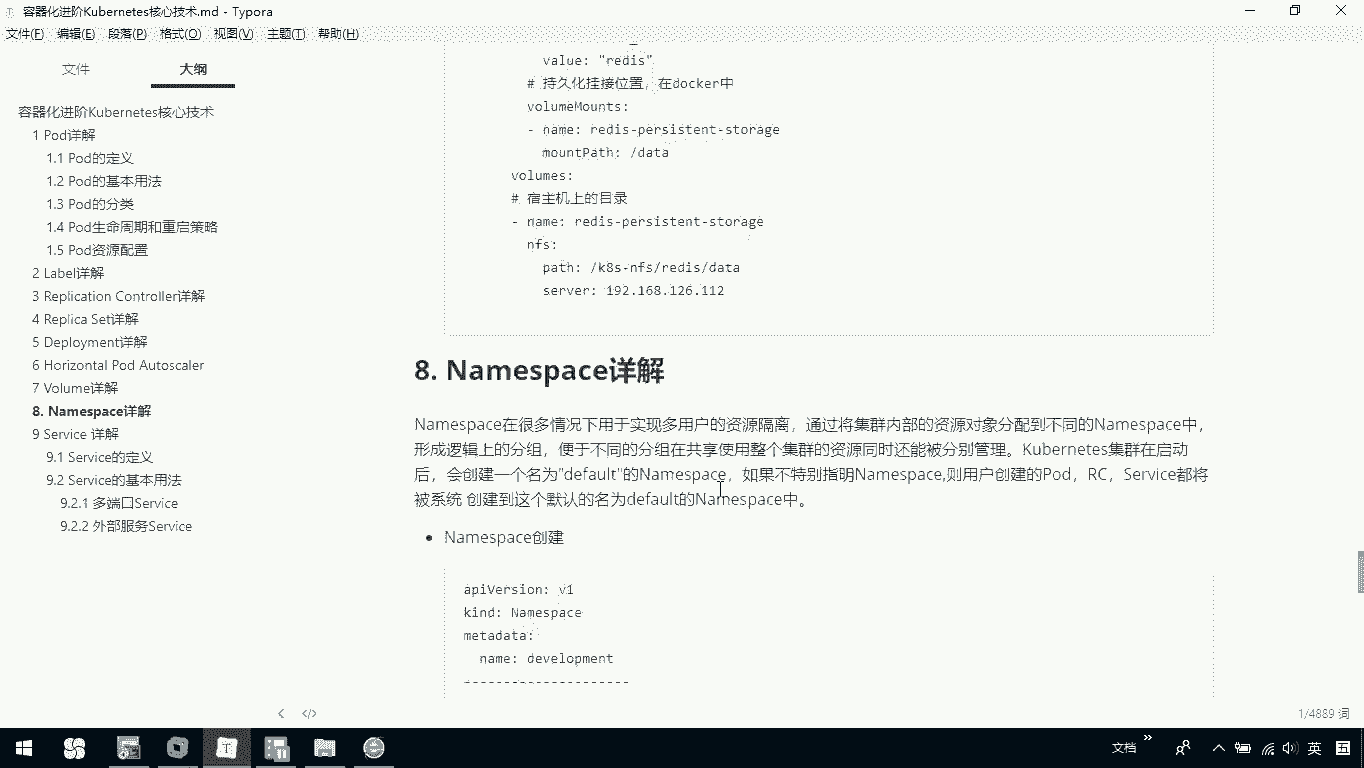 容器化进阶Kubernetes核心技术.md - Typora
文件(F) 编辑(E) 段落(P) 格式(O) 视图(V) 主题(T) 帮助(H)
文件 大纲
容器化进阶Kubernetes核心技术
1 Pod详解
1.1 Pod的定义
1.2 Pod的基本用法
1.3 Pod的分类
1.4 Pod生命周期和重启策略
1.5 Pod资源配置
2 Label详解
3 Replication Controller详解
4 Replica Set详解
5 Deployment详解
6 Horizontal Pod Autoscaler
7 Volume详解
8. Namespace详解
9 Service 详解
9.1 Service的定义
9.2 Service的基本用法
9.2.1 多端口Service
9.2.2 外部服务Service
value: "redis"
# 持久化挂接位置，在docker中
volumeMounts:
- name: redis-persistent-storage
mountPath: /data
volumes:
# 宿主机上的目录
- name: redis-persistent-storage
nfs:
path: /k8s-nfs/redis/data
server: 192.168.126.112
8. Namespace详解
Namespace在很多情况下用于实现多用户的资源隔离，通过将集群内部的资源对象分配到不同的Namespace中，
形成逻辑上的分组，便于不同的分组在共享使用整个集群的资源同时还能被分别管理。Kubernetes集群在启动
后，会创建一个名为"default"的Namespace，如果不特别指明Namespace,则用户创建的Pod，RC，Service都将
被系统 创建到这个默认的名为default的Namespace中。
• Namespace创建
apiVersion: v1
kind: Namespace
metadata:
name: development
---------------------
1/4889 词
文档 » 英 五